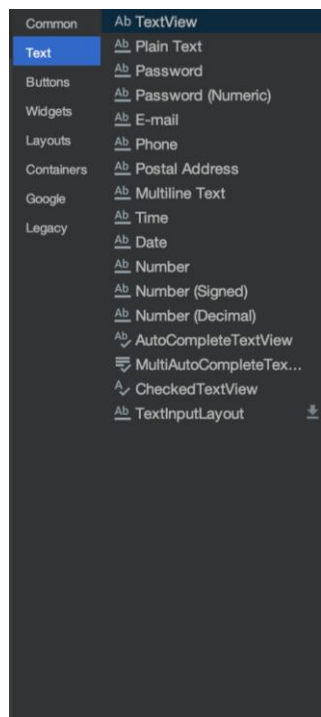 Common
Text
Buttons
Widgets
Layouts
Containers
Google
Legacy
Ab TextView
Ab Plain Text
Ab Password
Ab Password (Numeric)
Ab E-mail
Ab Phone
Ab Postal Address
Ab Multiline Text
Ab Time
Ab Date
Ab Number
Ab Number (Signed)
Ab Number (Decimal)
Ab AutoCompleteTextView
MultiAutoCompleteTex...
A CheckedTextView
Ab TextInputLayout